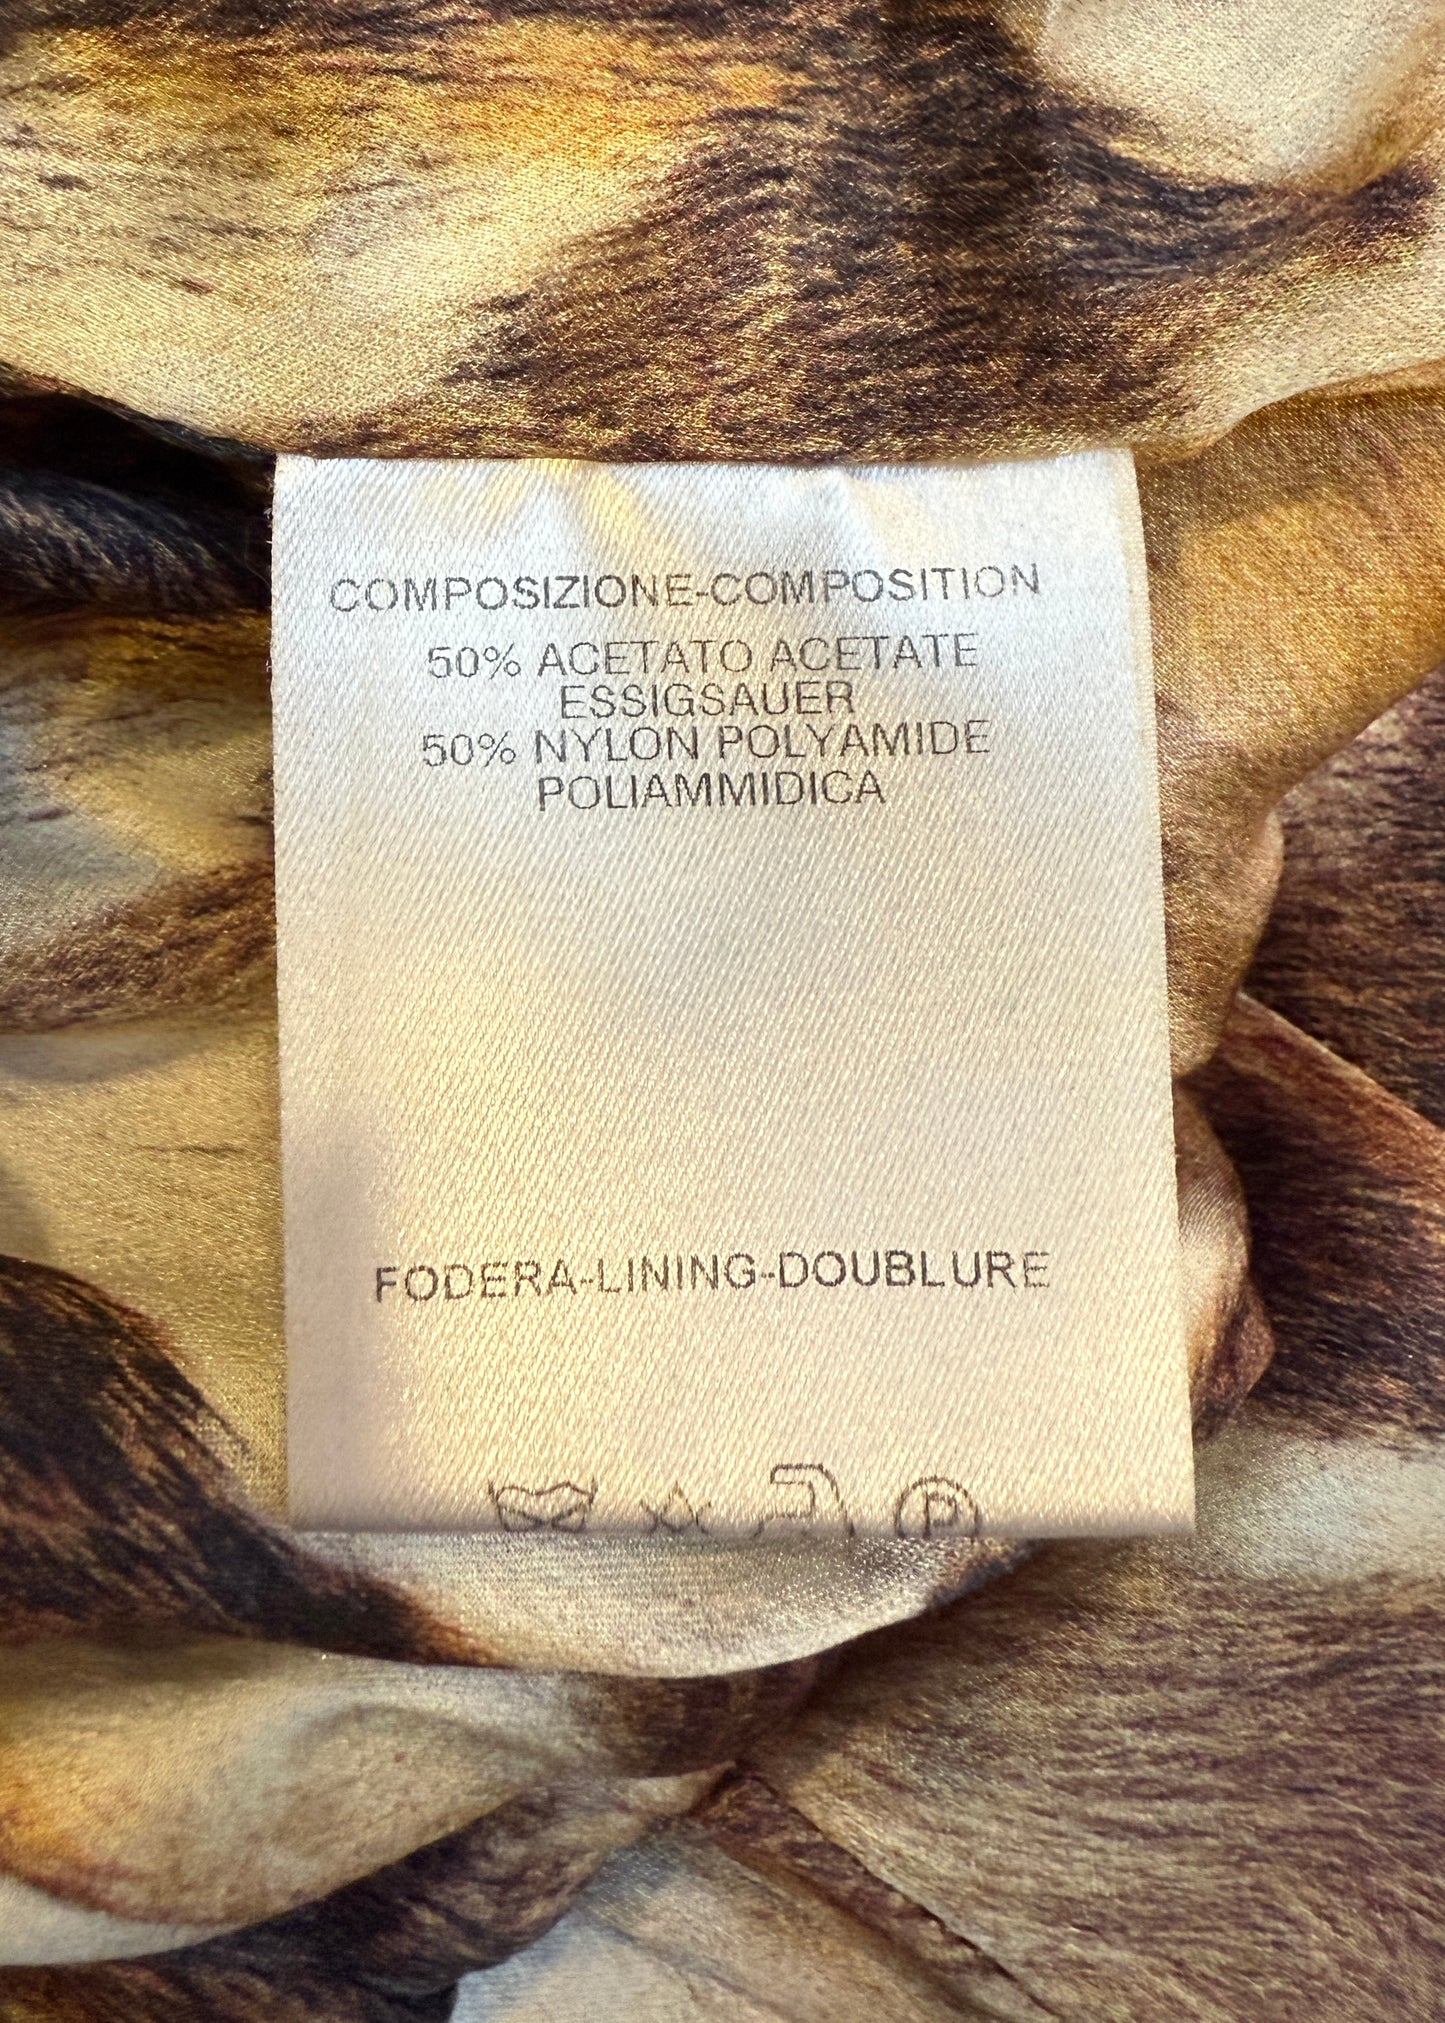 COMPOSIZIONE-COMPOSITION
50% ACETATO ACETATE
ESSIGSAUER
50% NYLON POLYAMIDE
POLIAMMIDICA
FODERA-LINING-DOUBLURE
P